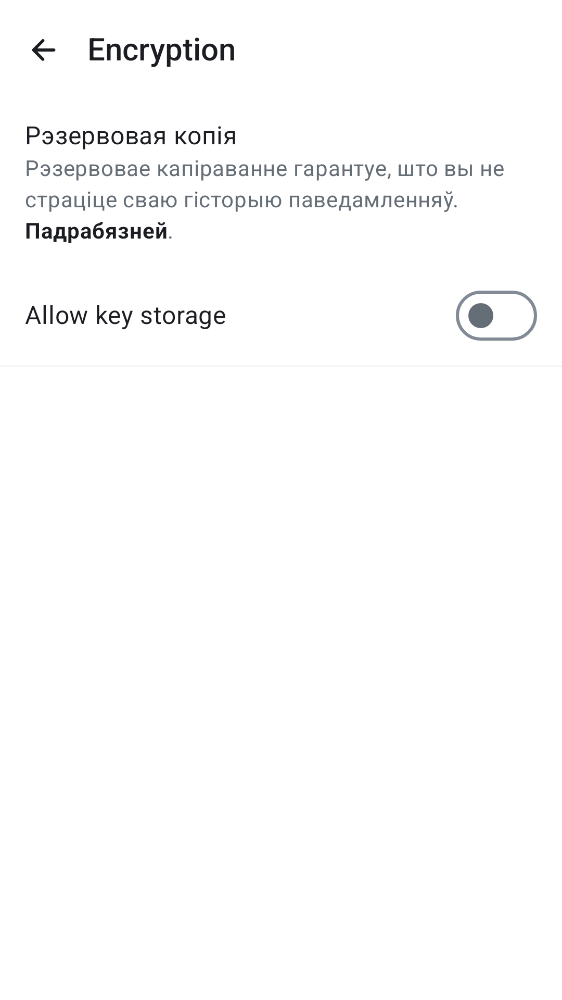 Encryption
Рэзервовая копія
Рэзервовае капіраванне гарантуе, што вы не
страціце сваю гісторыю паведамленняў.
Падрабязней.
Allow key storage